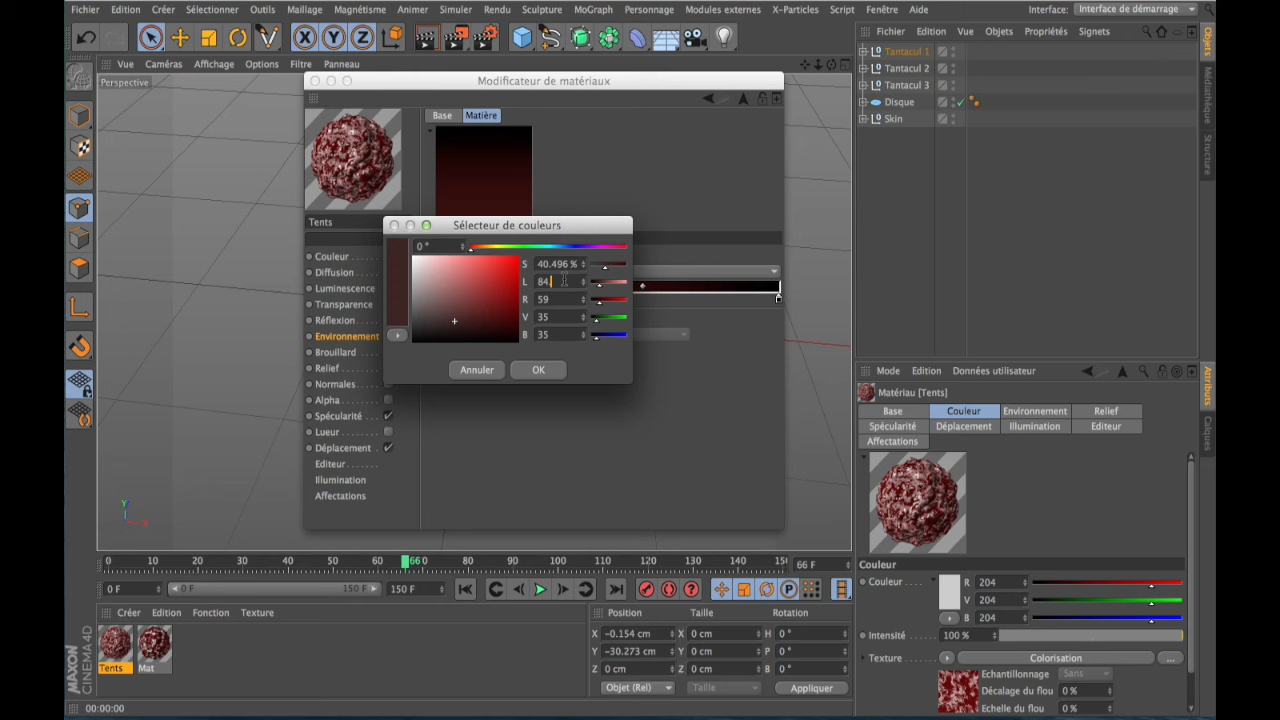 Fichier Edition Créer Sélectionner Outils Maillage Magnétisme Animer Simuler Rendu Sculpture MoGraph Personnage Modules externes X-Particles Script Fenêtre Aide Interface: Interface de démarrage
X Y Z
Fichier Edition Vue Objets Propriétés Signets
Vue Caméras Affichage Options Filtre Panneau
Perspective
Tantacul 1
Tantacul 2
Tantacul 3
Disque
Skin
Objets
Médiathèque
Structure
Modificateur de matériaux
Base Matière
Tents
Couleur
Diffusion
Luminescence
Transparence
Réflexion
Environnement
Brouillard
Relief
Normales
Alpha
Spécularité
Lueur
Déplacement
Editeur
Illumination
Affectations
Sélecteur de couleurs
0 °
S 40.496 %
L 84.
R 59
V 35
B 35
Annuler OK
Mode Edition Données utilisateur
Matériau [Tents]
Base Couleur Environnement Relief
Spécularité Déplacement Illumination Editeur
Affectations
Attributs
Calques
Couleur
Couleur R 204
V 204
B 204
Intensité 100 %
Texture Colorisation ...
Echantillonnage Sans
Décalage du flou 0 %
Echelle du flou 0 %
Y
X
0 10 20 30 40 50 60 66 0 80 90 100 110 120 130 140 15 66 F
0 F 0 F 150 F 150 F
P
Créer Edition Fonction Texture
Tents Mat
MAXON
CINEMA 4D
Position Taille Rotation
X -0.154 cm X 0 cm H 0 °
Y -30.273 cm Y 0 cm P 0 °
Z 0 cm Z 0 cm B 0 °
Objet (Rel) Taille Appliquer
00:00:00